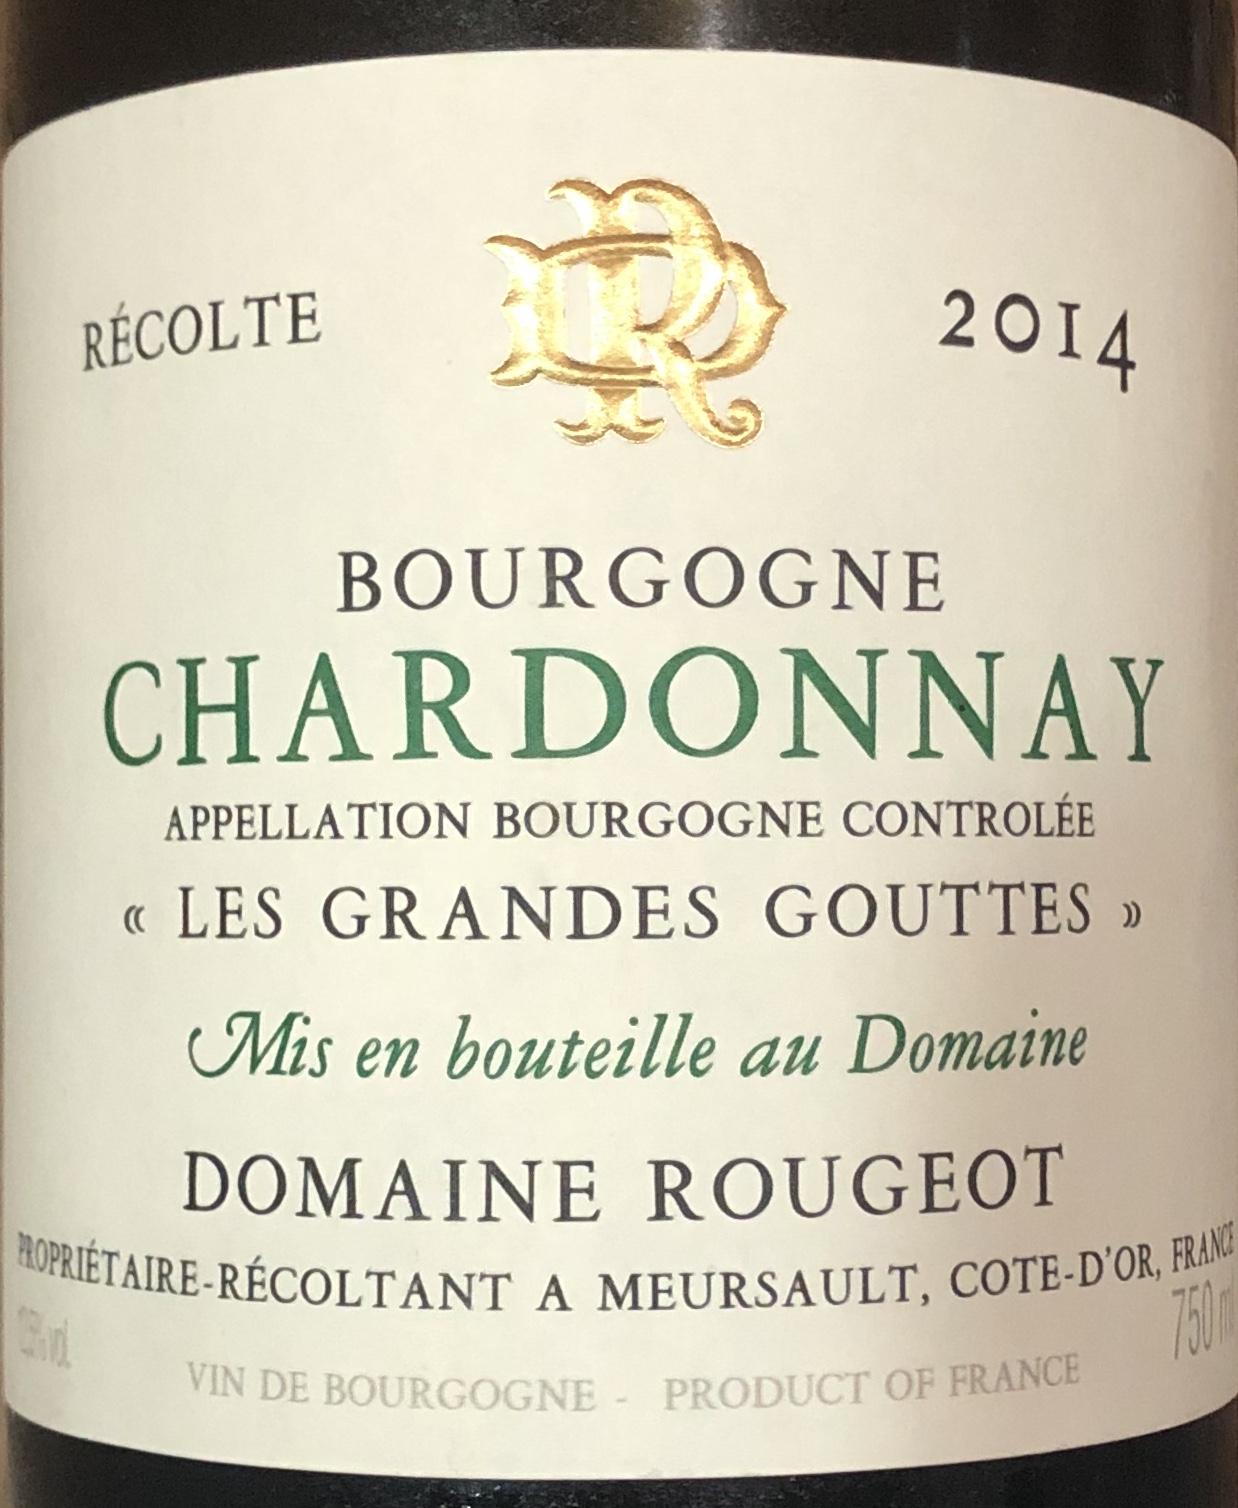 RÉCOLTE 2014
BOURGOGNE
CHARDONNAY
APPELLATION BOURGOGNE CONTROLÉE
« LES GRANDES GOUTTES »
Mis en bouteille au Domaine
DOMAINE ROUGEOT
PROPRIÉTAIRE-RÉCOLTANT A MEURSAULT, COTE-D'OR, FRANCE
750 ml
VIN DE BOURGOGNE - PRODUCT OF FRANCE